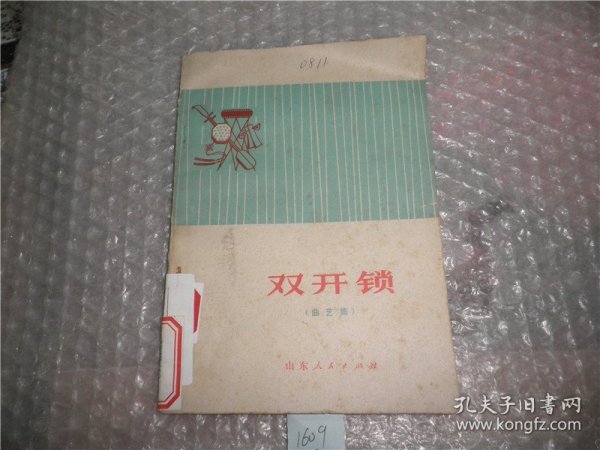 0811
双开锁
（曲艺集）
山东人民出版社
1609
孔夫子旧书网
www.kongfz.com